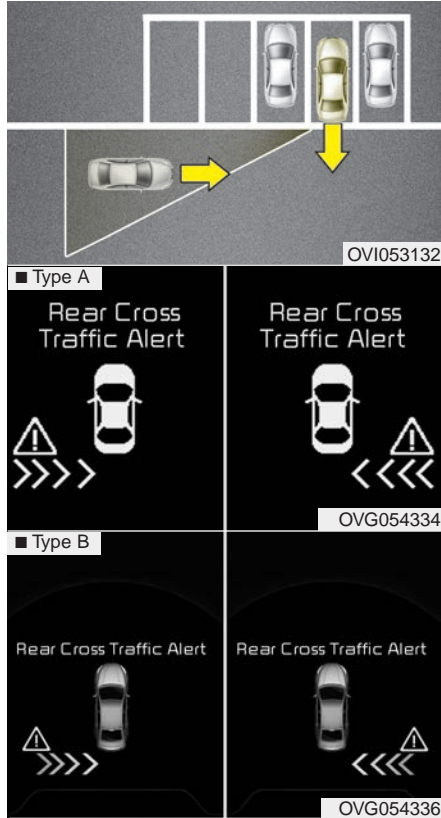 OVI053132
■ Type A
Rear Cross
Traffic Alert
Rear Cross
Traffic Alert
OVG054334
■ Type B
Rear Cross Traffic Alert
Rear Cross Traffic Alert
OVG054336